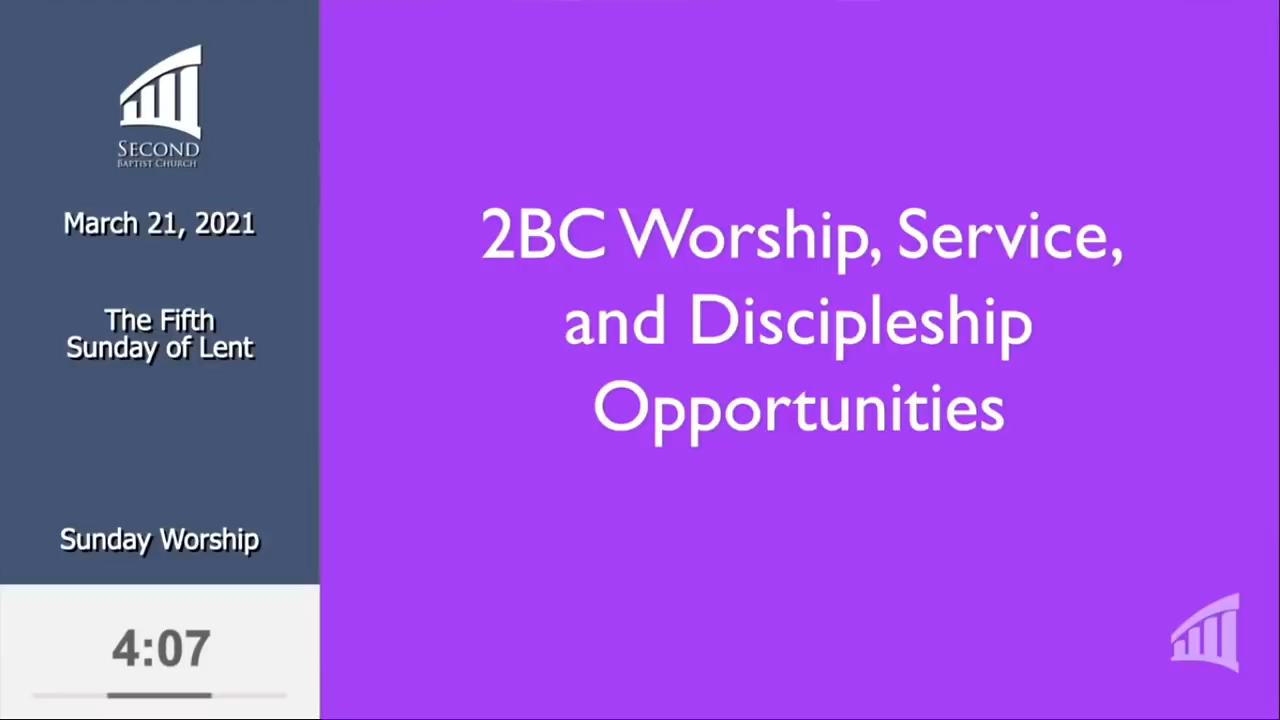 SECOND
BAPTIST CHURCH
March 21, 2021
The Fifth
Sunday of Lent
Sunday Worship
4:07
2BC Worship, Service,
and Discipleship
Opportunities